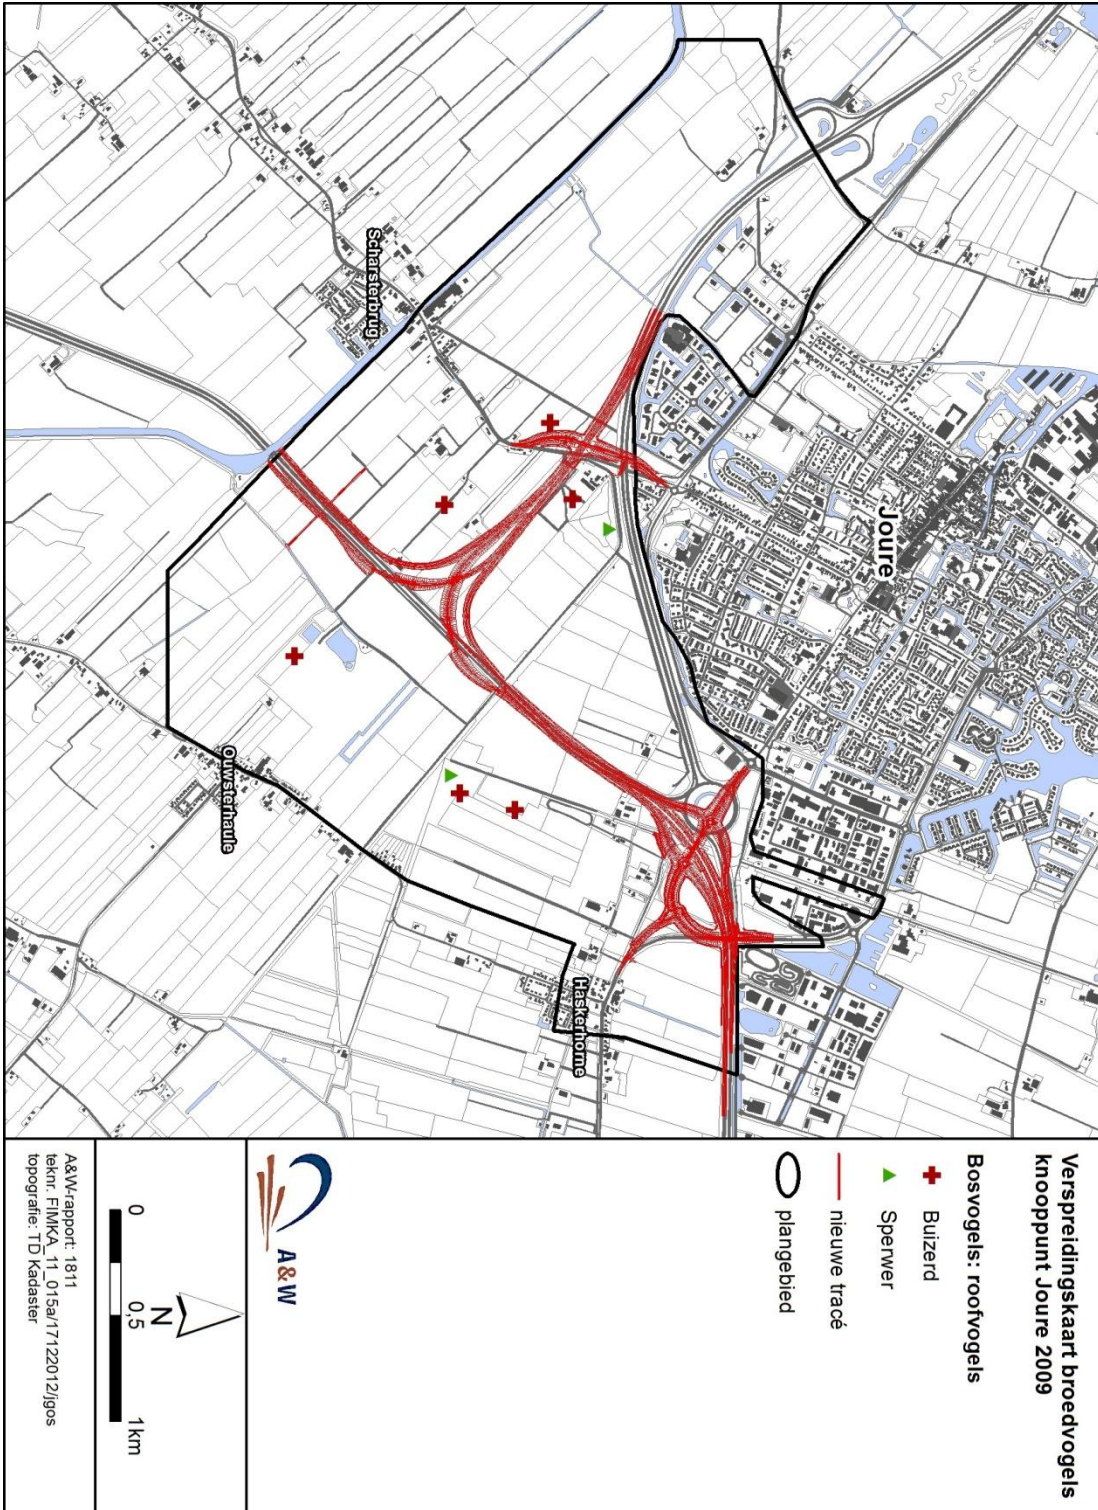 Verspreidingskaart broedvogels
knooppunt Joure 2009
Bosvogels: roofvogels
Buizerd
Sperwer
nieuwe tracé
plangebied
A&W
N
0
0,5
1km
A&W-rapport: 1811
teknr. FIMKA_11_015a/17122012/jgos
topografie: TD Kadaster
Joure
Scharsterbrug
Ouwsterhaule
Haskerhorne